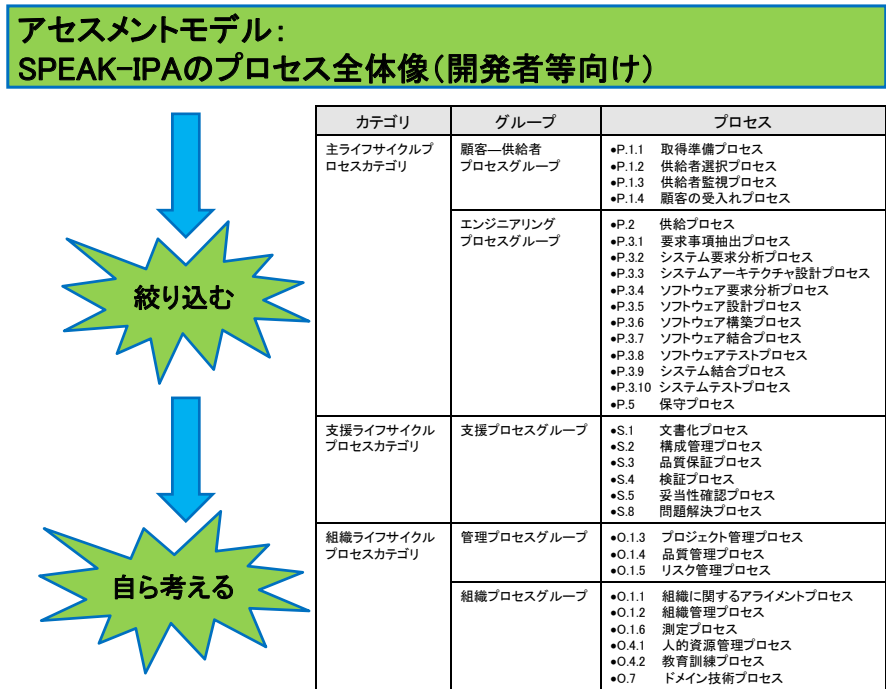 アセスメントモデル：
SPEAK-IPAのプロセス全体像（開発者等向け）
絞り込む
自ら考える
カテゴリ グループ プロセス
主ライフサイクルプ
ロセスカテゴリ
顧客―供給者
プロセスグループ
●P.1.1 取得準備プロセス
●P.1.2 供給者選択プロセス
●P.1.3 供給者監視プロセス
●P.1.4 顧客の受入れプロセス
エンジニアリング
プロセスグループ
●P.2 供給プロセス
●P.3.1 要求事項抽出プロセス
●P.3.2 システム要求分析プロセス
●P.3.3 システムアーキテクチャ設計プロセス
●P.3.4 ソフトウェア要求分析プロセス
●P.3.5 ソフトウェア設計プロセス
●P.3.6 ソフトウェア構築プロセス
●P.3.7 ソフトウェア結合プロセス
●P.3.8 ソフトウェアテストプロセス
●P.3.9 システム結合プロセス
●P.3.10 システムテストプロセス
●P.5 保守プロセス
支援ライフサイクル
プロセスカテゴリ
支援プロセスグループ
●S.1 文書化プロセス
●S.2 構成管理プロセス
●S.3 品質保証プロセス
●S.4 検証プロセス
●S.5 妥当性確認プロセス
●S.8 問題解決プロセス
組織ライフサイクル
プロセスカテゴリ
管理プロセスグループ
●O.1.3 プロジェクト管理プロセス
●O.1.4 品質管理プロセス
●O.1.5 リスク管理プロセス
組織プロセスグループ
●O.1.1 組織に関するアライメントプロセス
●O.1.2 組織管理プロセス
●O.1.6 測定プロセス
●O.4.1 人的資源管理プロセス
●O.4.2 教育訓練プロセス
●O.7 ドメイン技術プロセス